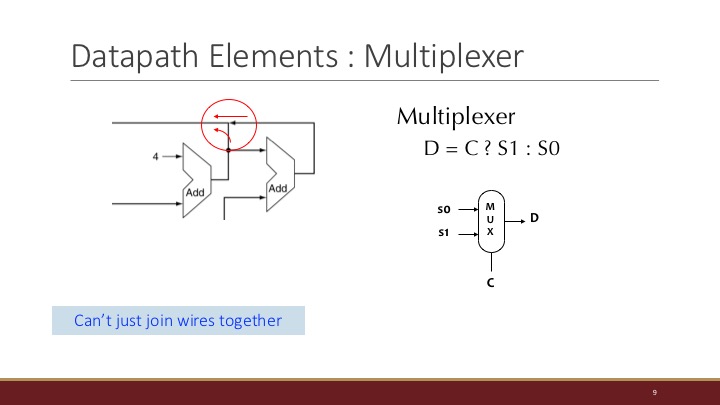 Datapath Elements : Multiplexer
Multiplexer
D = C ? S1 : S0
4
Add
Add
S0
S1
M
U
X
D
C
Can't just join wires together
9